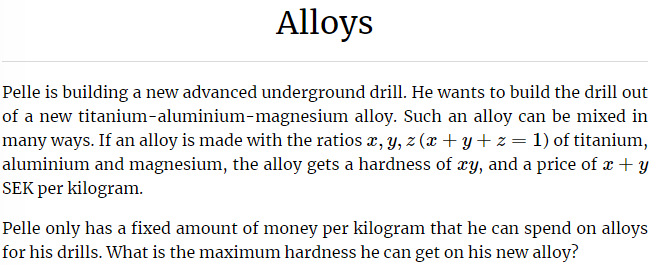 Alloys
Pelle is building a new advanced underground drill. He wants to build the drill out
of a new titanium-aluminium-magnesium alloy. Such an alloy can be mixed in
many ways. If an alloy is made with the ratios x, y, z (x + y + z = 1) of titanium,
aluminium and magnesium, the alloy gets a hardness of xy, and a price of x + y
SEK per kilogram.
Pelle only has a fixed amount of money per kilogram that he can spend on alloys
for his drills. What is the maximum hardness he can get on his new alloy?